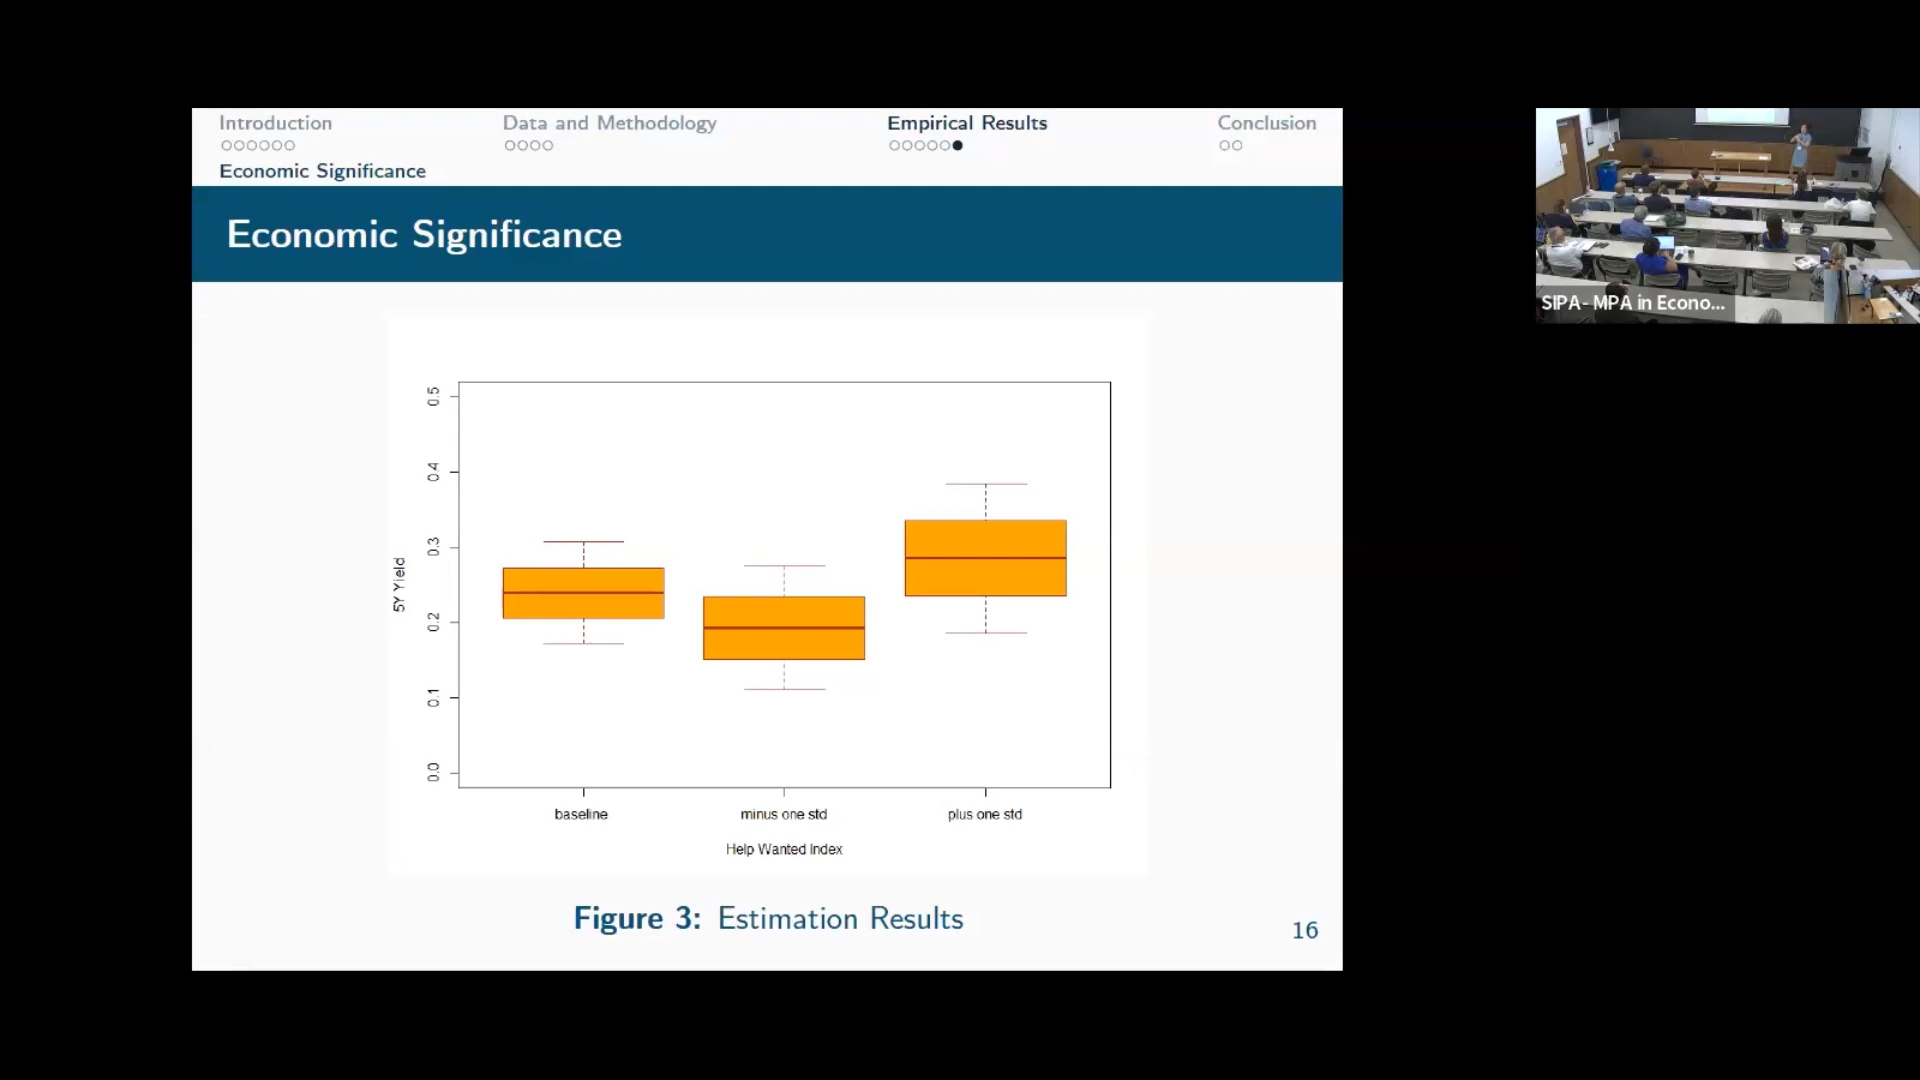 Introduction
Data and Methodology
Empirical Results
Conclusion
Economic Significance
Economic Significance
0.5
0.4
0.3
0.2
0.1
0.0
5Y Yield
baseline
minus one std
plus one std
Help Wanted Index
Figure 3: Estimation Results
16
SIPA- MPA in Econo...